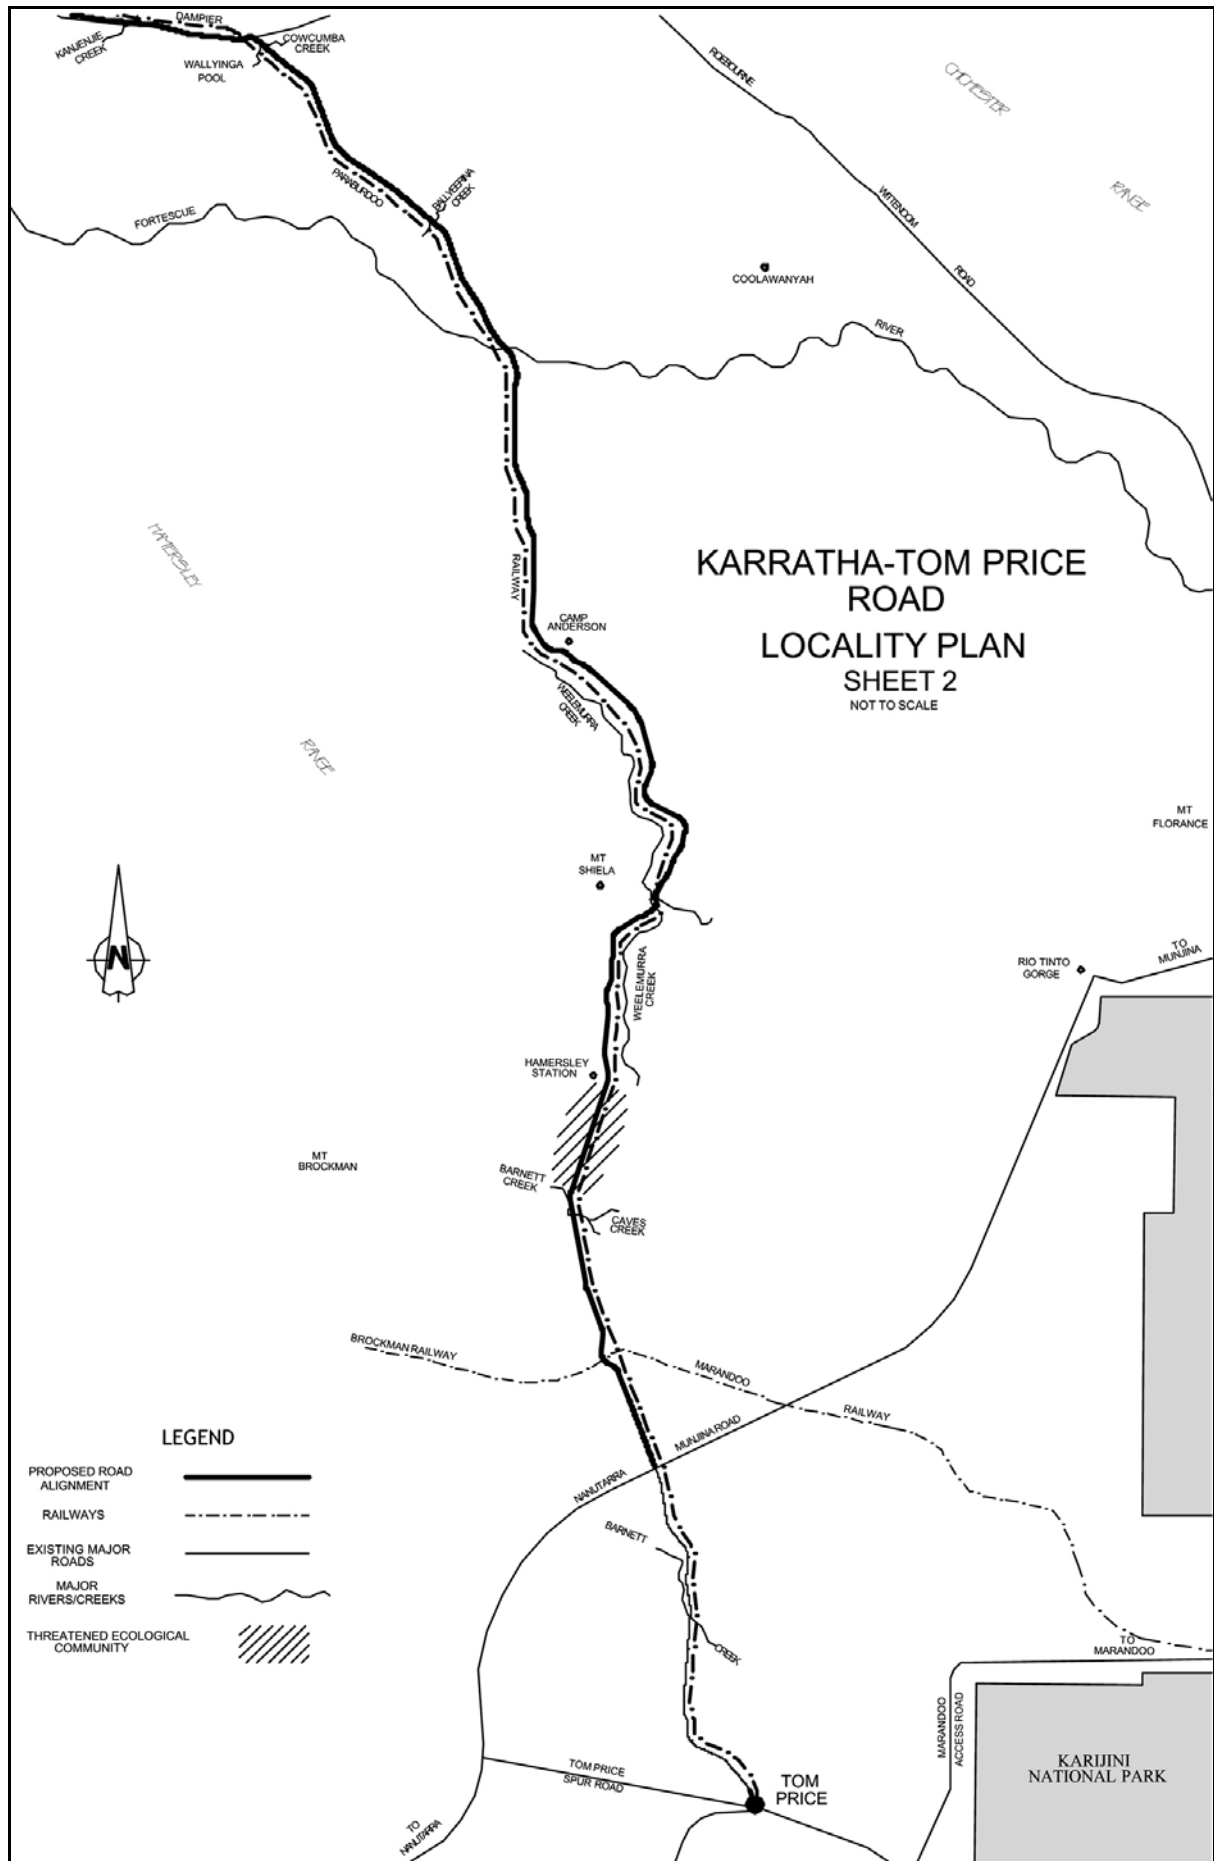 DAMPIER
KANJENJIE
CREEK
COWCUMBA
CREEK
WALLYINGA
POOL
ROEBOURNE
CHICHESTER
PARABURDOO
FORTESCUE
WITTENOOM
RANGE
ROAD
COOLAWANYAH
RIVER
HAMERSLEY
RAILWAY
KARRATHA-TOM PRICE
ROAD
LOCALITY PLAN
SHEET 2
NOT TO SCALE
CAMP
ANDERSON
WEELEMURRA
CREEK
RANGE
MT
FLORANCE
MT
SHIELA
N
TO
MUNJINA
RIO TINTO
GORGE
WEELEMURRA
CREEK
HAMERSLEY
STATION
MT
BROCKMAN
BARNETT
CREEK
CAVES
CREEK
BROCKMAN RAILWAY
MARANDOO
RAILWAY
MUNJINA ROAD
NANUTARRA
LEGEND
PROPOSED ROAD
ALIGNMENT
RAILWAYS
EXISTING MAJOR
ROADS
MAJOR
RIVERS/CREEKS
THREATENED ECOLOGICAL
COMMUNITY
BARNETT
CREEK
TO
MARANDOO
MARANDOO
ACCESS ROAD
KARIJINI
NATIONAL PARK
TOM PRICE
SPUR ROAD
TOM
PRICE
TO
NANUTARRA